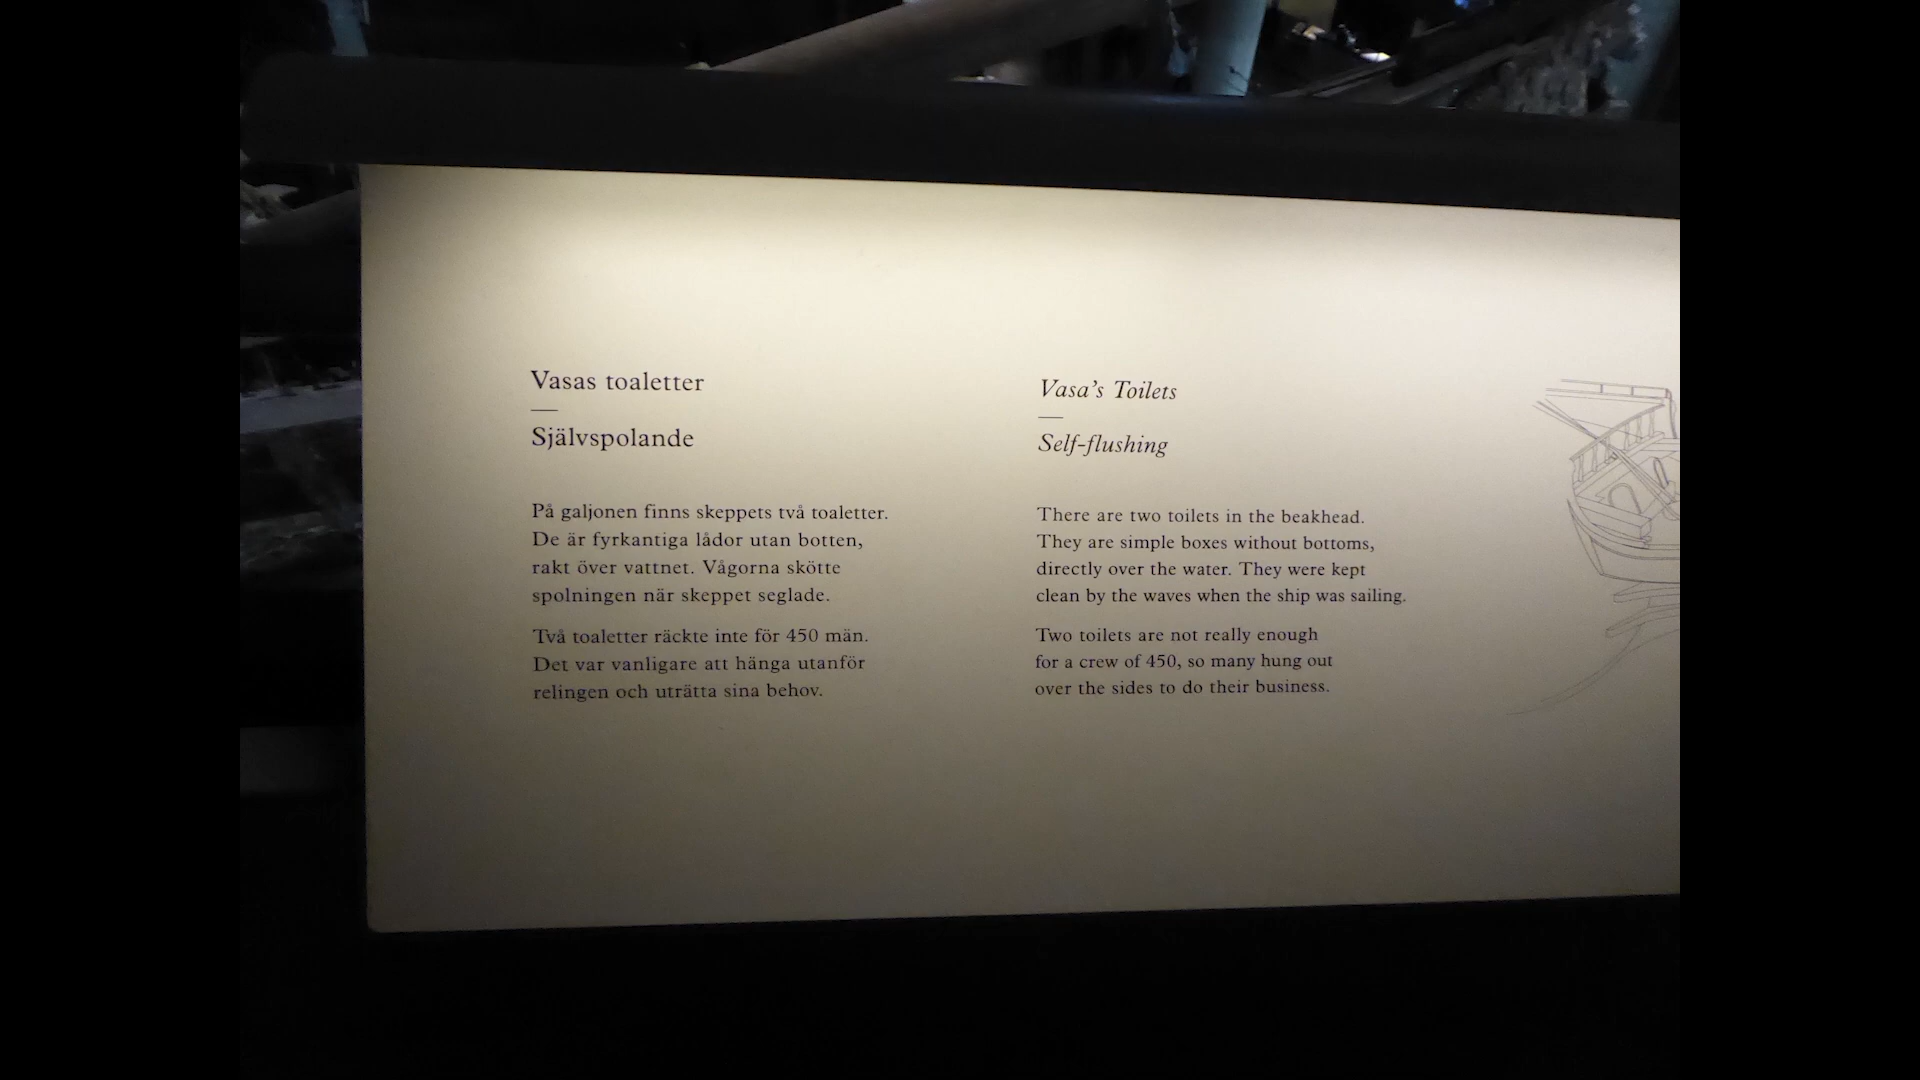 Vasas toaletter
Självspolande
På galjonen finns skeppets två toaletter.
De är fyrkantiga lådor utan botten,
rakt över vattnet. Vågorna skötte
spolningen när skeppet seglade.
Två toaletter räckte inte för 450 män.
Det var vanligare att hänga utanför
relingen och uträtta sina behov.
Vasa's Toilets
Self-flushing
There are two toilets in the beakhead.
They are simple boxes without bottoms,
directly over the water. They were kept
clean by the waves when the ship was sailing.
Two toilets are not really enough
for a crew of 450, so many hung out
over the sides to do their business.